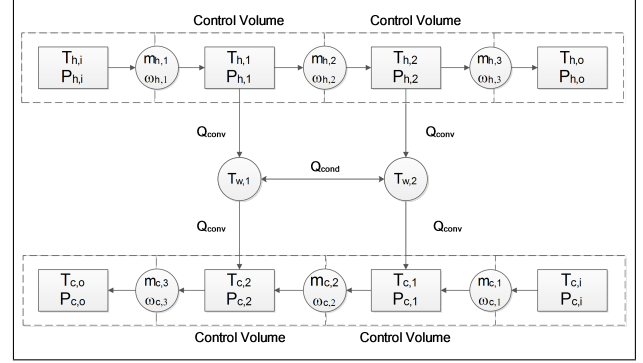 Control Volume Control Volume
Th,i mh,1 Th,1 mh,2 Th,2 mh,3 Th,o
Ph,i ωh,1 Ph,1 ωh,2 Ph,2 ωh,3 Ph,o
Qconv Qconv
Qcond
Tw,1 Tw,2
Qconv Qconv
Tc,o mc,3 Tc,2 mc,2 Tc,1 mc,1 Tc,i
Pc,o ωc,3 Pc,2 ωc,2 Pc,1 ωc,1 Pc,i
Control Volume Control Volume